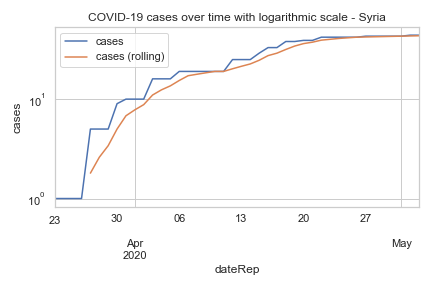 COVID-19 cases over time with logarithmic scale - Syria
cases
cases (rolling)
10¹
10⁰
cases
23 30 06 13 20 27
Apr May
2020
dateRep